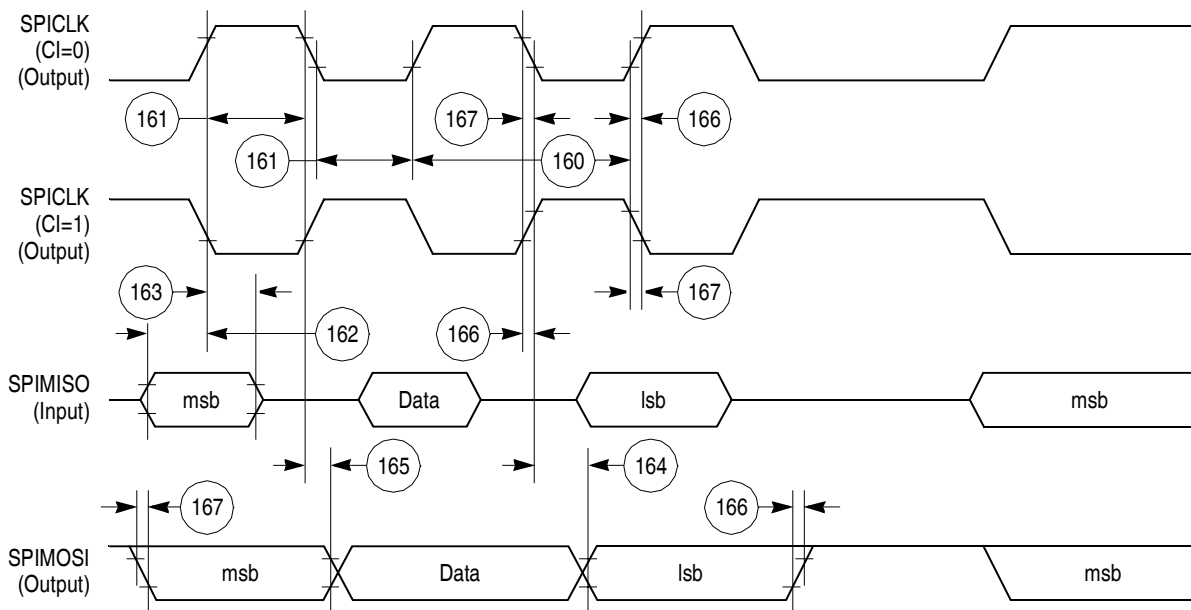 SPICLK
(CI=0)
(Output)
161
167
166
161
160
SPICLK
(CI=1)
(Output)
163
167
162
166
SPIMISO
(Input)
msb
Data
lsb
msb
165
164
167
166
SPIMOSI
(Output)
msb
Data
lsb
msb